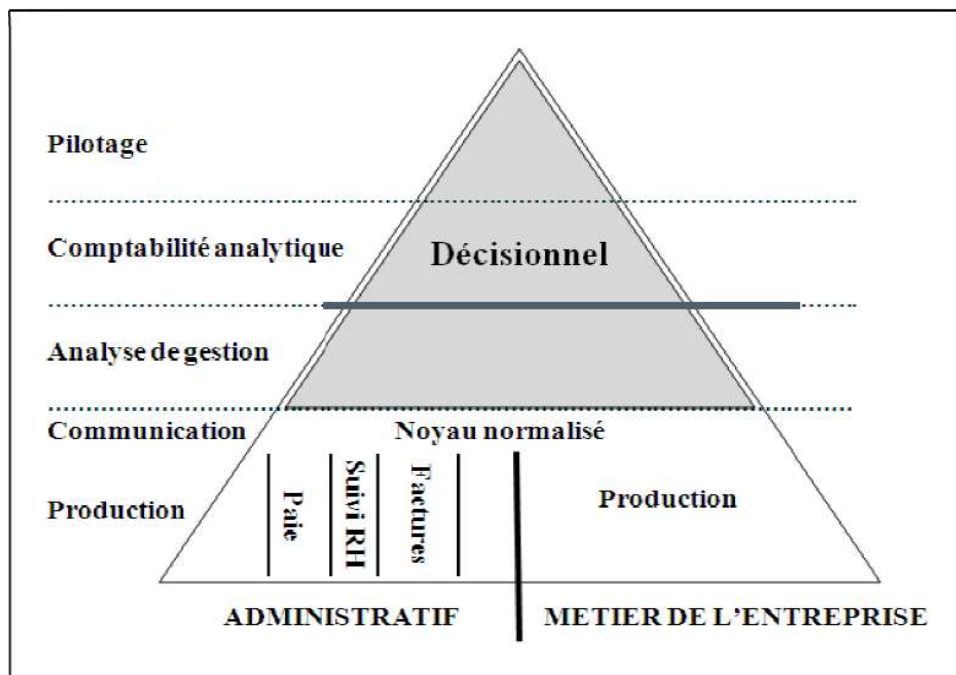 Pilotage
Comptabilité analytique
Décisionnel
Analyse de gestion
Communication
Noyau normalisé
Production
Paie
Suivi RH
Factures
Production
ADMINISTRATIF
METIER DE L'ENTREPRISE